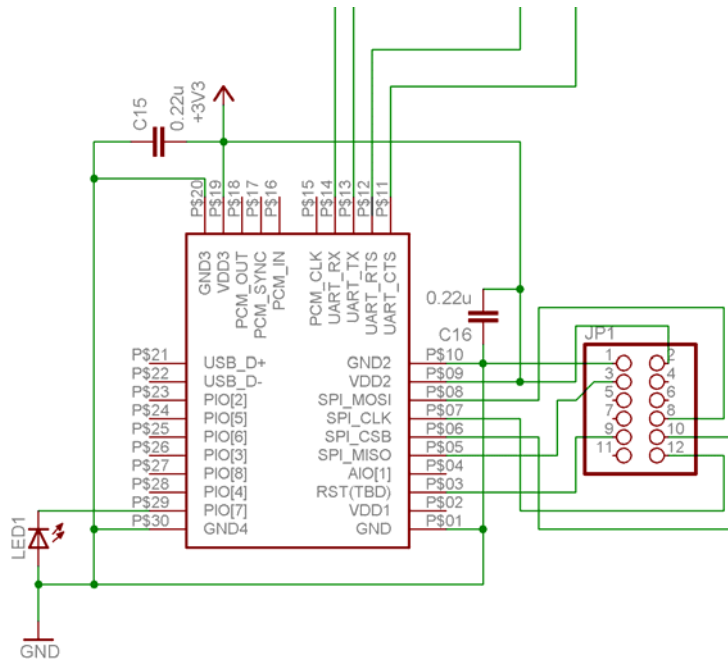 C15
0.22u
+3V3
P$20
P$19
P$18
P$17
P$16
P$15
P$14
P$13
P$12
P$11
GND3
VDD3
PCM_OUT
PCM_SYNC
PCM_IN
PCM_CLK
UART_RX
UART_TX
UART_RTS
UART_CTS
0.22u
C16
JP1
P$21 USB_D+ GND2 P$10 1 2
P$22 USB_D- VDD2 P$09 3 4
P$23 PIO[2] SPI_MOSI P$08 5 6
P$24 PIO[5] SPI_CLK P$07 7 8
P$25 PIO[6] SPI_CSB P$06 9 10
P$26 PIO[3] SPI_MISO P$05 11 12
P$27 PIO[8] AIO[1] P$04
P$28 PIO[4] RST(TBD) P$03
P$29 PIO[7] VDD1 P$02
P$30 GND4 GND P$01
LED1
GND